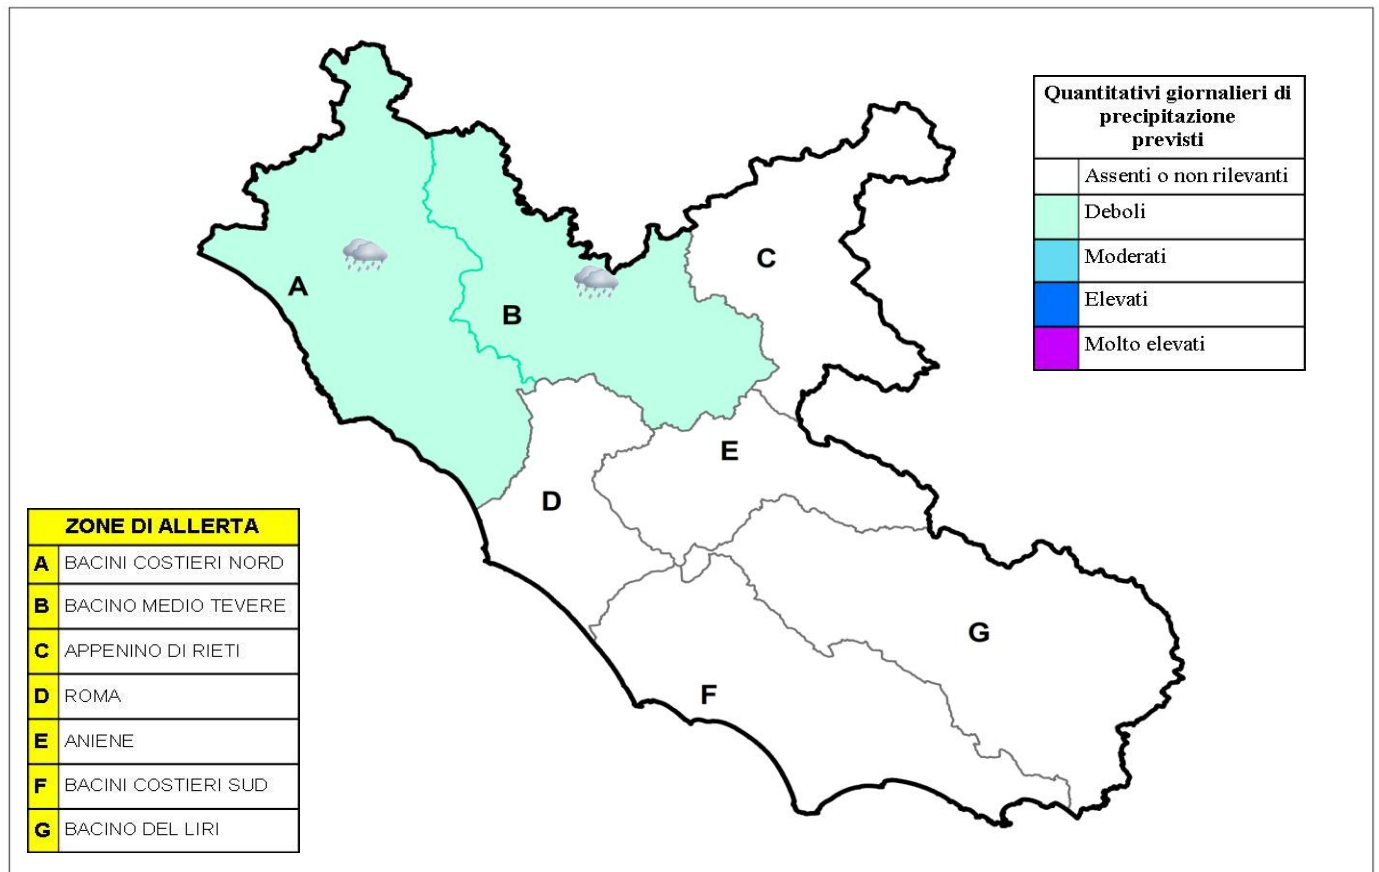 Quantitativi giornalieri di
precipitazione
previsti
Assenti o non rilevanti
Deboli
Moderati
Elevati
Molto elevati
A
B
C
D
E
F
G
ZONE DI ALLERTA
A BACINI COSTIERI NORD
B BACINO MEDIO TEVERE
C APPENINO DI RIETI
D ROMA
E ANIENE
F BACINI COSTIERI SUD
G BACINO DEL LIRI